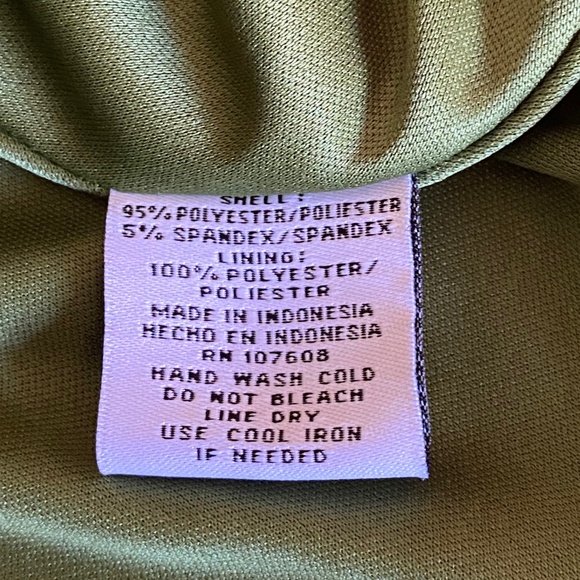 SHELL:
95% POLYESTER/POLIESTER
5% SPANDEX/SPANDEX
LINING:
100% POLYESTER/
POLIESTER
MADE IN INDONESIA
HECHO EN INDONESIA
RN 107608
HAND WASH COLD
DO NOT BLEACH
LINE DRY
USE COOL IRON
IF NEEDED